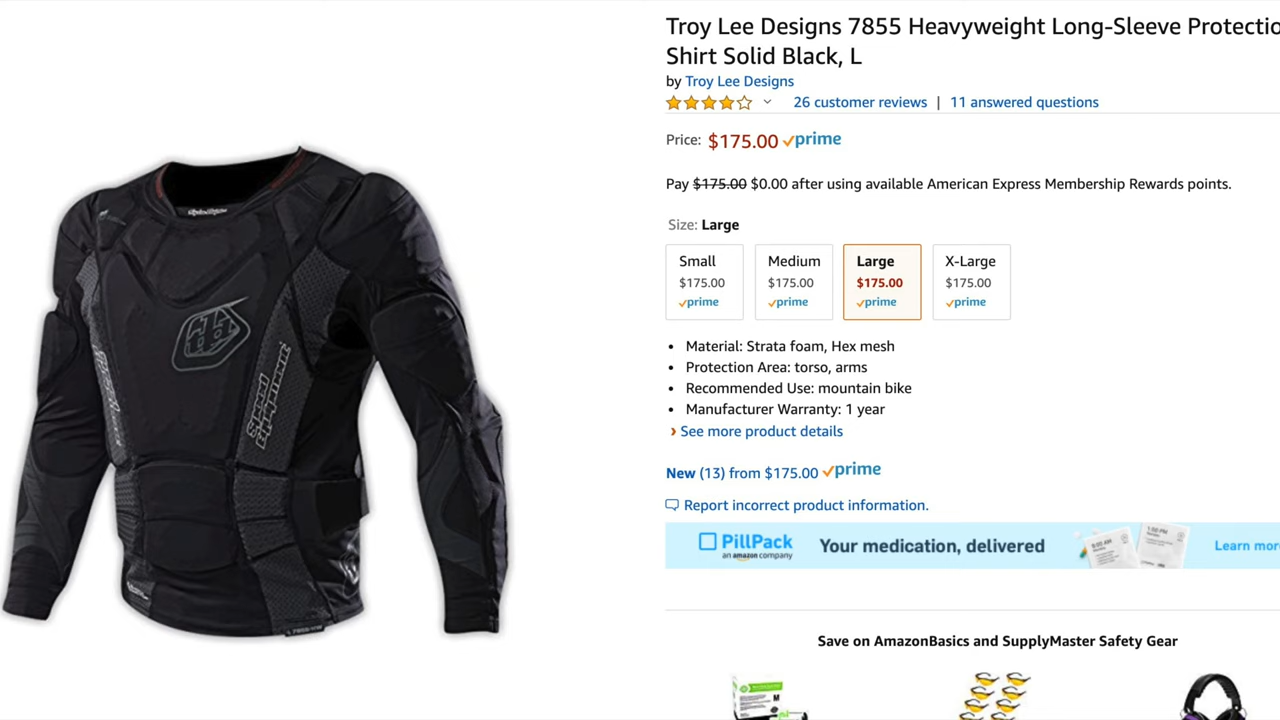 Troy Lee Designs 7855 Heavyweight Long-Sleeve Protectio
Shirt Solid Black, L
by Troy Lee Designs
26 customer reviews | 11 answered questions
Price: $175.00 prime
Pay $175.00 $0.00 after using available American Express Membership Rewards points.
Size: Large
Small
$175.00
prime
Medium
$175.00
prime
Large
$175.00
prime
X-Large
$175.00
prime
• Material: Strata foam, Hex mesh
• Protection Area: torso, arms
• Recommended Use: mountain bike
• Manufacturer Warranty: 1 year
› See more product details
New (13) from $175.00 prime
Report incorrect product information.
PillPack
an amazon company
Your medication, delivered
Learn mor
Save on AmazonBasics and SupplyMaster Safety Gear
Speed
Equipment
M